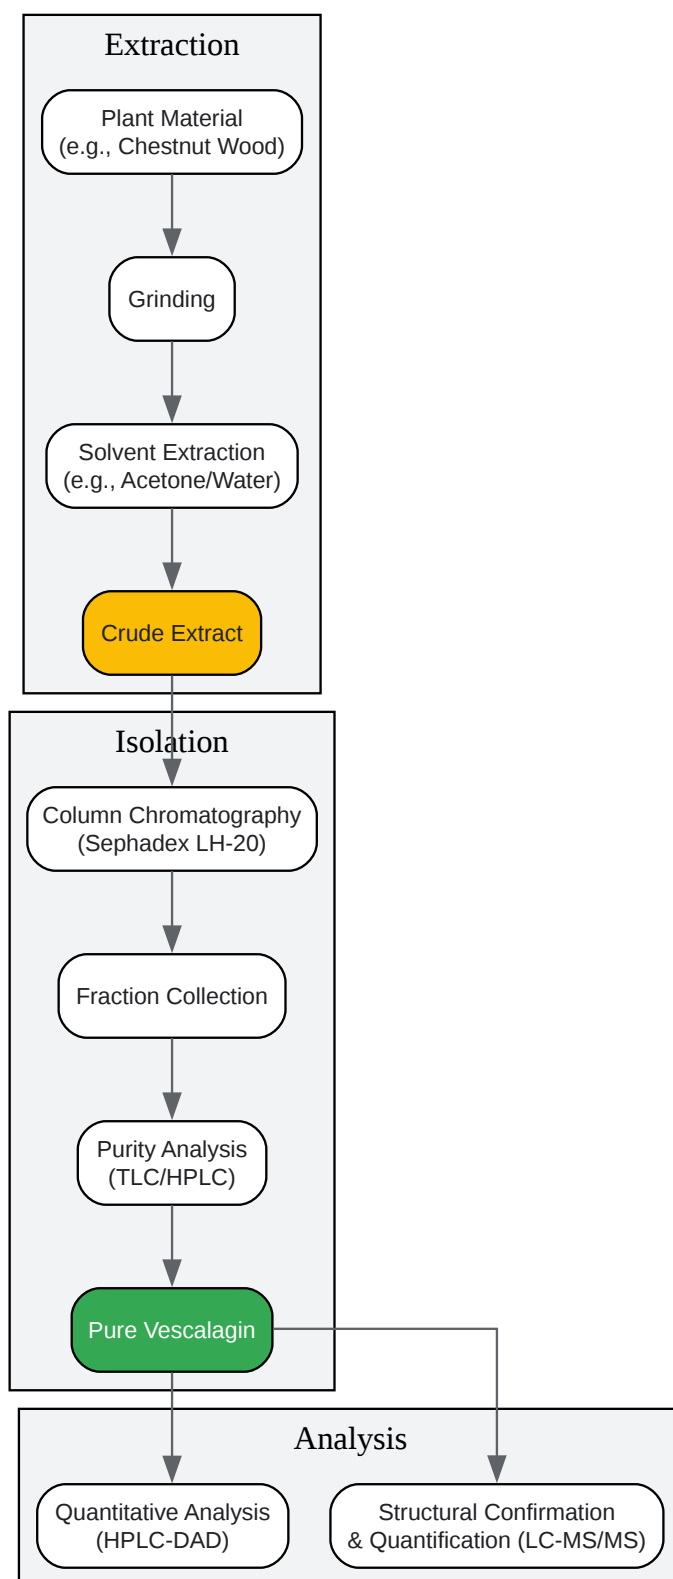 Extraction
Plant Material
(e.g., Chestnut Wood)
Grinding
Solvent Extraction
(e.g., Acetone/Water)
Crude Extract
Isolation
Column Chromatography
(Sephadex LH-20)
Fraction Collection
Purity Analysis
(TLC/HPLC)
Pure Vescalagin
Analysis
Quantitative Analysis
(HPLC-DAD)
Structural Confirmation
& Quantification (LC-MS/MS)